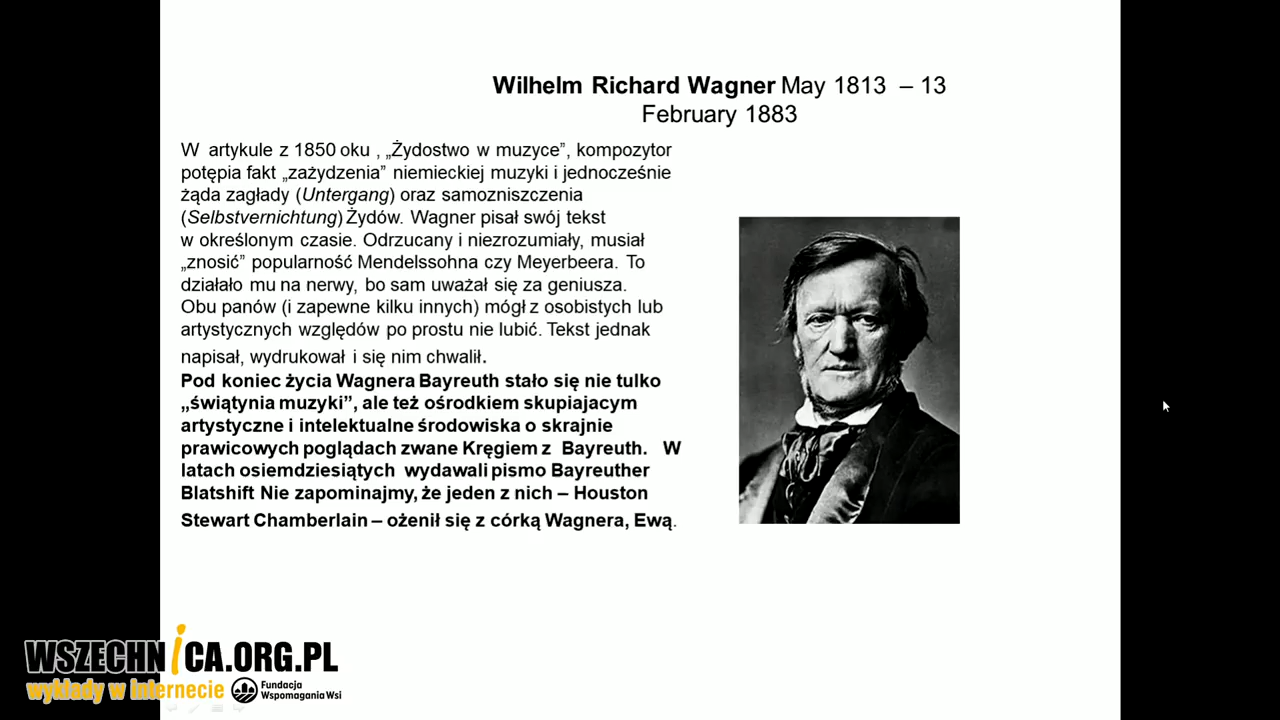 Wilhelm Richard Wagner May 1813 – 13
February 1883
W artykule z 1850 oku , „Żydostwo w muzyce”, kompozytor
potępia fakt „zażydzenia” niemieckiej muzyki i jednocześnie
żąda zagłady (Untergang) oraz samozniszczenia
(Selbstvernichtung) Żydów. Wagner pisał swój tekst
w określonym czasie. Odrzucany i niezrozumiały, musiał
„znosić” popularność Mendelssohna czy Meyerbeera. To
działało mu na nerwy, bo sam uważał się za geniusza.
Obu panów (i zapewne kilku innych) mógł z osobistych lub
artystycznych względów po prostu nie lubić. Tekst jednak
napisał, wydrukował i się nim chwalił.
Pod koniec życia Wagnera Bayreuth stało się nie tulko
„świątynia muzyki”, ale też ośrodkiem skupiajacym
artystyczne i intelektualne środowiska o skrajnie
prawicowych poglądach zwane Kręgiem z Bayreuth. W
latach osiemdziesiątych wydawali pismo Bayreuther
Blatshift Nie zapominajmy, że jeden z nich – Houston
Stewart Chamberlain – ożenił się z córką Wagnera, Ewą.
WSZECHNiCA.ORG.PL
wykłady w internecie
Fundacja
Wspomagania Wsi